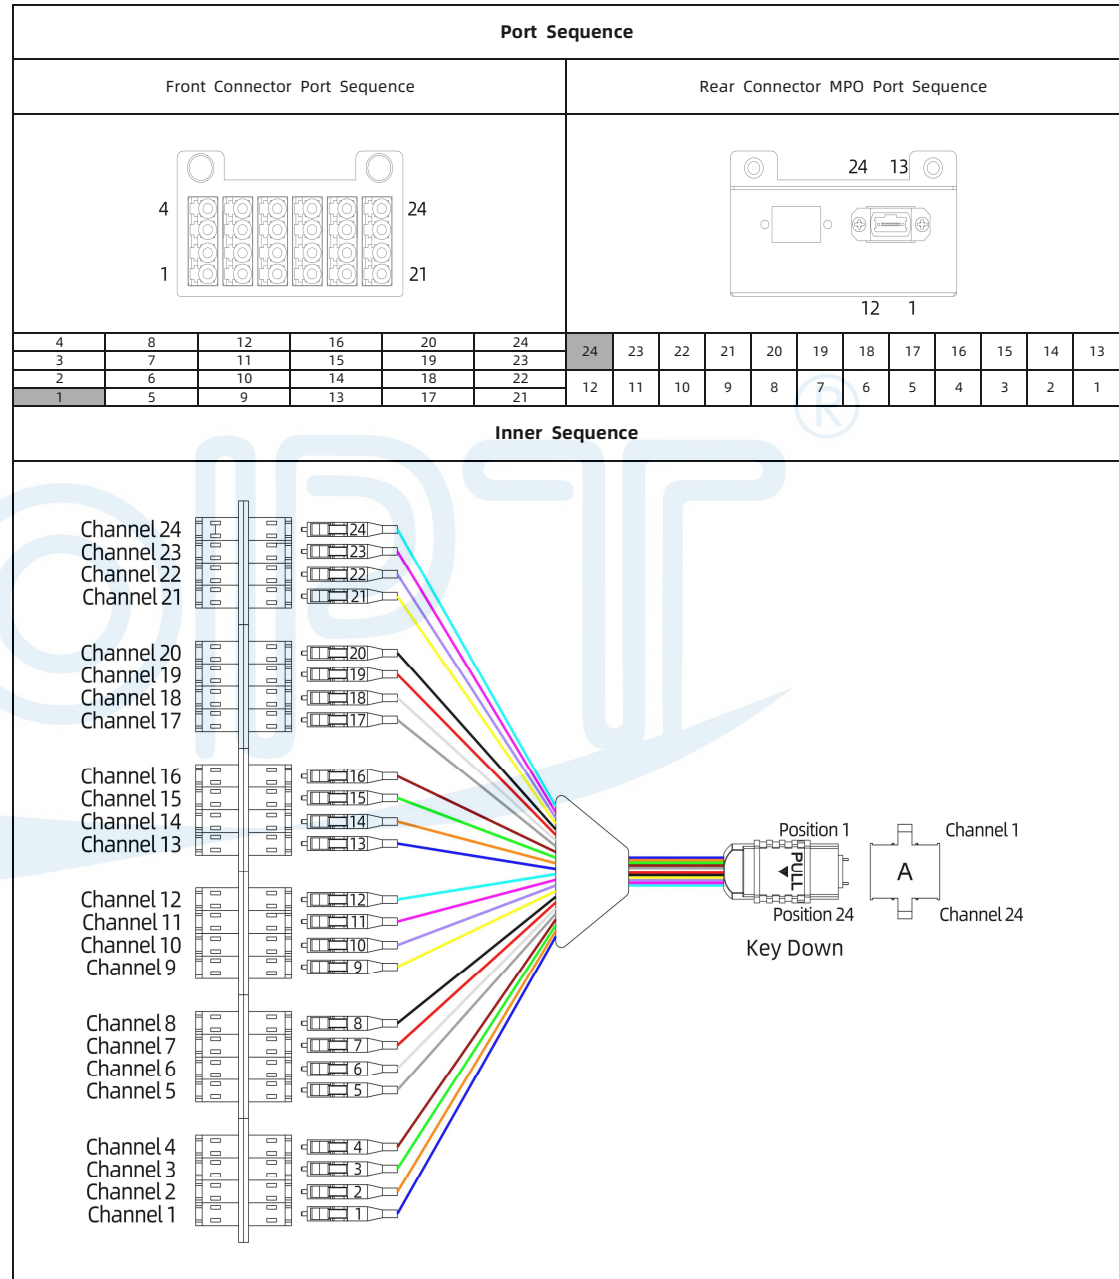 Port Sequence
Front Connector Port Sequence
Rear Connector MPO Port Sequence
4
24
1
21
24 13
12 1
4 8 12 16 20 24
3 7 11 15 19 23
2 6 10 14 18 22
1 5 9 13 17 21
24 23 22 21 20 19 18 17 16 15 14 13
12 11 10 9 8 7 6 5 4 3 2 1
Inner Sequence
Channel 24 24
Channel 23 23
Channel 22 22
Channel 21 21
Channel 20 20
Channel 19 19
Channel 18 18
Channel 17 17
Channel 16 16
Channel 15 15
Channel 14 14
Channel 13 13
Channel 12 12
Channel 11 11
Channel 10 10
Channel 9 9
Channel 8 8
Channel 7 7
Channel 6 6
Channel 5 5
Channel 4 4
Channel 3 3
Channel 2 2
Channel 1 1
Position 1
PULL
Position 24
Key Down
Channel 1
A
Channel 24
®